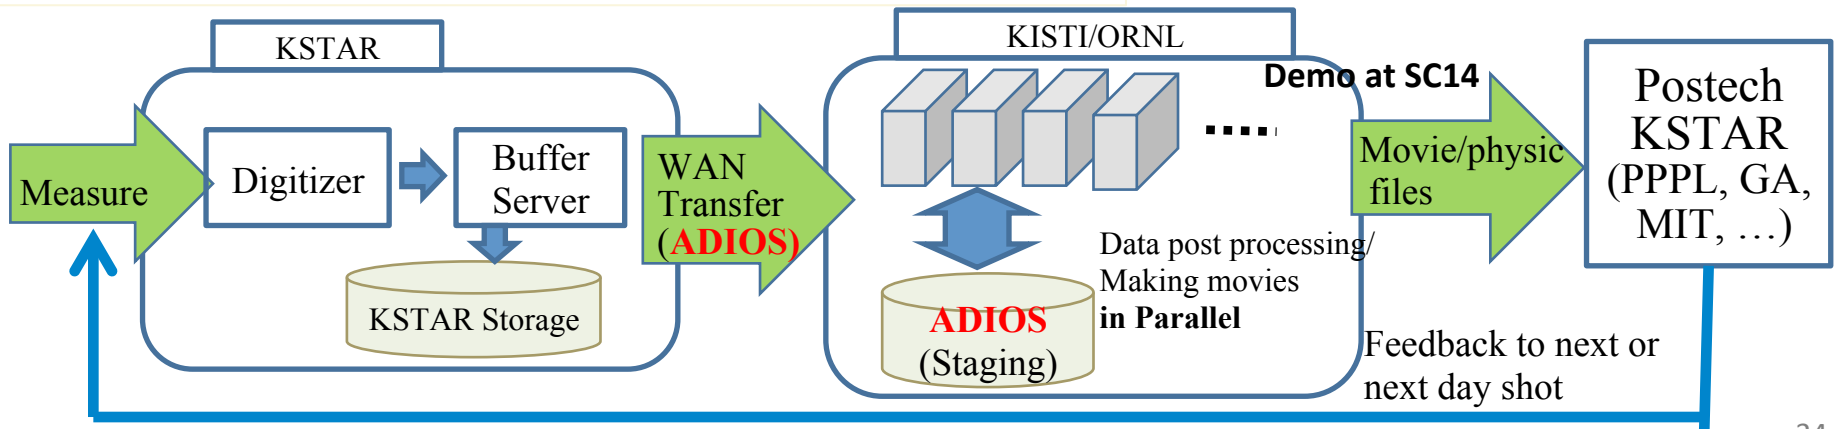 KSTAR
KISTI/ORNL
Demo at SC14
Measure
Digitizer
Buffer
Server
KSTAR Storage
WAN
Transfer
(ADIOS)
ADIOS
(Staging)
Data post processing/
Making movies
in Parallel
Movie/physic
files
Postech
KSTAR
(PPPL, GA,
MIT, …)
Feedback to next or
next day shot